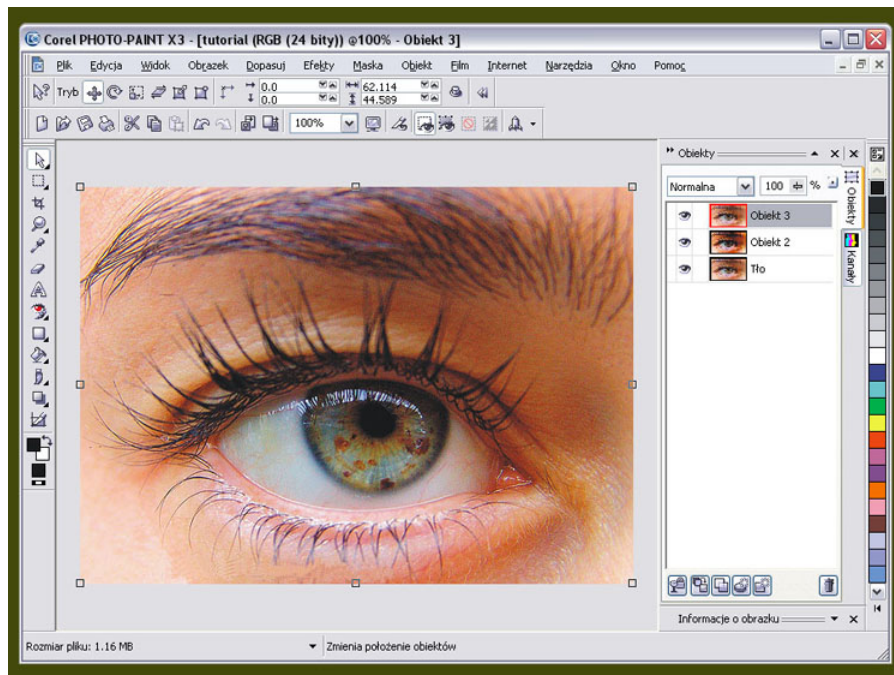 Corel PHOTO-PAINT X3 - [tutorial (RGB (24 bity)) @100% - Obiekt 3]
Plik Edycja Widok Obrazek Dopasuj Efekty Maska Obiekt Film Internet Narzędzia Okno Pomoc
Tryb 0.0 62.114
0.0 44.589
100%
Obiekty
Normalna 100 %
Obiekt 3
Obiekt 2
Tło
Obiekty
Kanały
Informacje o obrazku
Rozmiar pliku: 1.16 MB Zmienia położenie obiektów